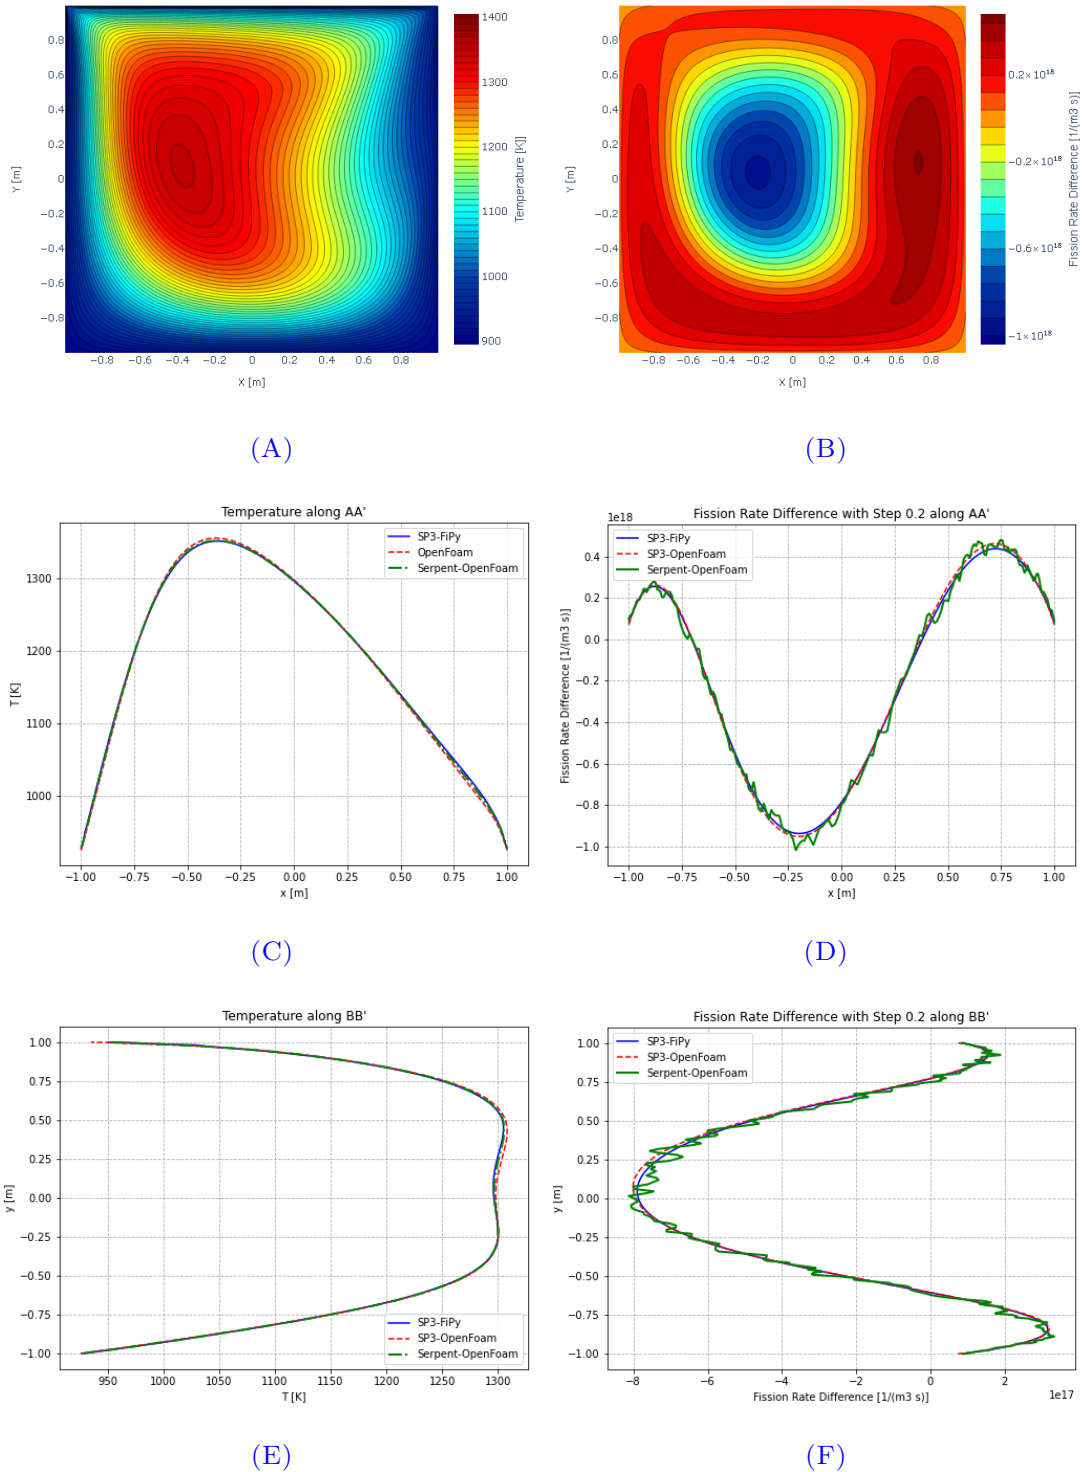 0.8
0.6
0.4
0.2
0
−0.2
−0.4
−0.6
−0.8
Y [m]
−0.8 −0.6 −0.4 −0.2 0 0.2 0.4 0.6 0.8
X [m]
1400
1300
1200
1100
1000
900
Temperature [K]]
0.8
0.6
0.4
0.2
0
−0.2
−0.4
−0.6
−0.8
Y [m]
−0.8 −0.6 −0.4 −0.2 0 0.2 0.4 0.6 0.8
X [m]
0.2×10¹⁸
−0.2×10¹⁸
−0.6×10¹⁸
−1×10¹⁸
Fission Rate Difference [1/(m3 s)]
(A)
(B)
Temperature along AA'
SP3-FiPy
OpenFoam
Serpent-OpenFoam
1300
1200
1100
1000
T [K]
−1.00 −0.75 −0.50 −0.25 0.00 0.25 0.50 0.75 1.00
x [m]
Fission Rate Difference with Step 0.2 along AA'
1e18
SP3-FiPy
SP3-OpenFoam
Serpent-OpenFoam
0.4
0.2
0.0
−0.2
−0.4
−0.6
−0.8
−1.0
Fission Rate Difference [1/(m3 s)]
−1.00 −0.75 −0.50 −0.25 0.00 0.25 0.50 0.75 1.00
x [m]
(C)
(D)
Temperature along BB'
1.00
0.75
0.50
0.25
0.00
−0.25
−0.50
−0.75
−1.00
y [m]
SP3-FiPy
SP3-OpenFoam
Serpent-OpenFoam
950 1000 1050 1100 1150 1200 1250 1300
T [K]
Fission Rate Difference with Step 0.2 along BB'
SP3-FiPy
SP3-OpenFoam
Serpent-OpenFoam
1.00
0.75
0.50
0.25
0.00
−0.25
−0.50
−0.75
−1.00
y [m]
−8 −6 −4 −2 0 2
1e17
Fission Rate Difference [1/(m3 s)]
(E)
(F)